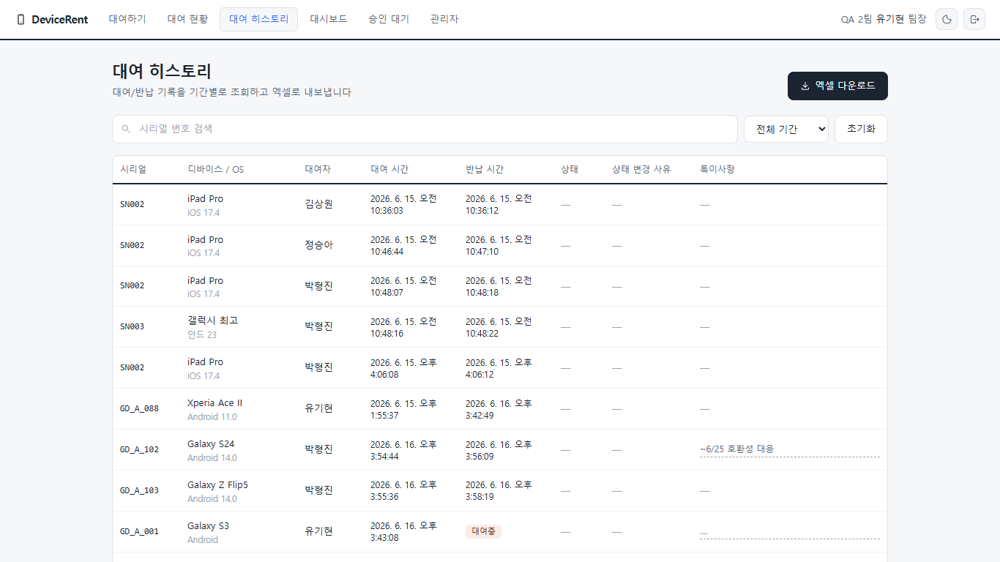 DeviceRent 대여하기 대여 현황 대여 히스토리 대시보드 승인 대기 관리자 QA 2팀 유기현 팀장
대여 히스토리
대여/반납 기록을 기간별로 조회하고 엑셀로 내보냅니다
엑셀 다운로드
시리얼 번호 검색 전체 기간 초기화
시리얼 디바이스 / OS 대여자 대여 시간 반납 시간 상태 상태 변경 사유 특이사항
SN002 iPad Pro 김상원 2026. 6. 15. 오전 2026. 6. 15. 오전 — — —
iOS 17.4 10:36:03 10:36:12
SN002 iPad Pro 정승아 2026. 6. 15. 오전 2026. 6. 15. 오전 — — —
iOS 17.4 10:46:44 10:47:10
SN002 iPad Pro 박형진 2026. 6. 15. 오전 2026. 6. 15. 오전 — — —
iOS 17.4 10:48:07 10:48:18
SN003 갤럭시 최고 박형진 2026. 6. 15. 오전 2026. 6. 15. 오전 — — —
안드 23 10:48:16 10:48:22
SN002 iPad Pro 박형진 2026. 6. 15. 오후 2026. 6. 15. 오후 — — —
iOS 17.4 4:06:08 4:06:12
GD_A_088 Xperia Ace II 유기현 2026. 6. 15. 오후 2026. 6. 16. 오후 — — —
Android 11.0 1:55:37 3:42:49
GD_A_102 Galaxy S24 박형진 2026. 6. 16. 오후 2026. 6. 16. 오후 — — ~6/25 호환성 대응
Android 14.0 3:54:44 3:56:09
GD_A_103 Galaxy Z Flip5 박형진 2026. 6. 16. 오후 2026. 6. 16. 오후 — — —
Android 14.0 3:55:36 3:58:19
GD_A_001 Galaxy S3 유기현 2026. 6. 16. 오후 대여중 — — ....
Android 3:43:08